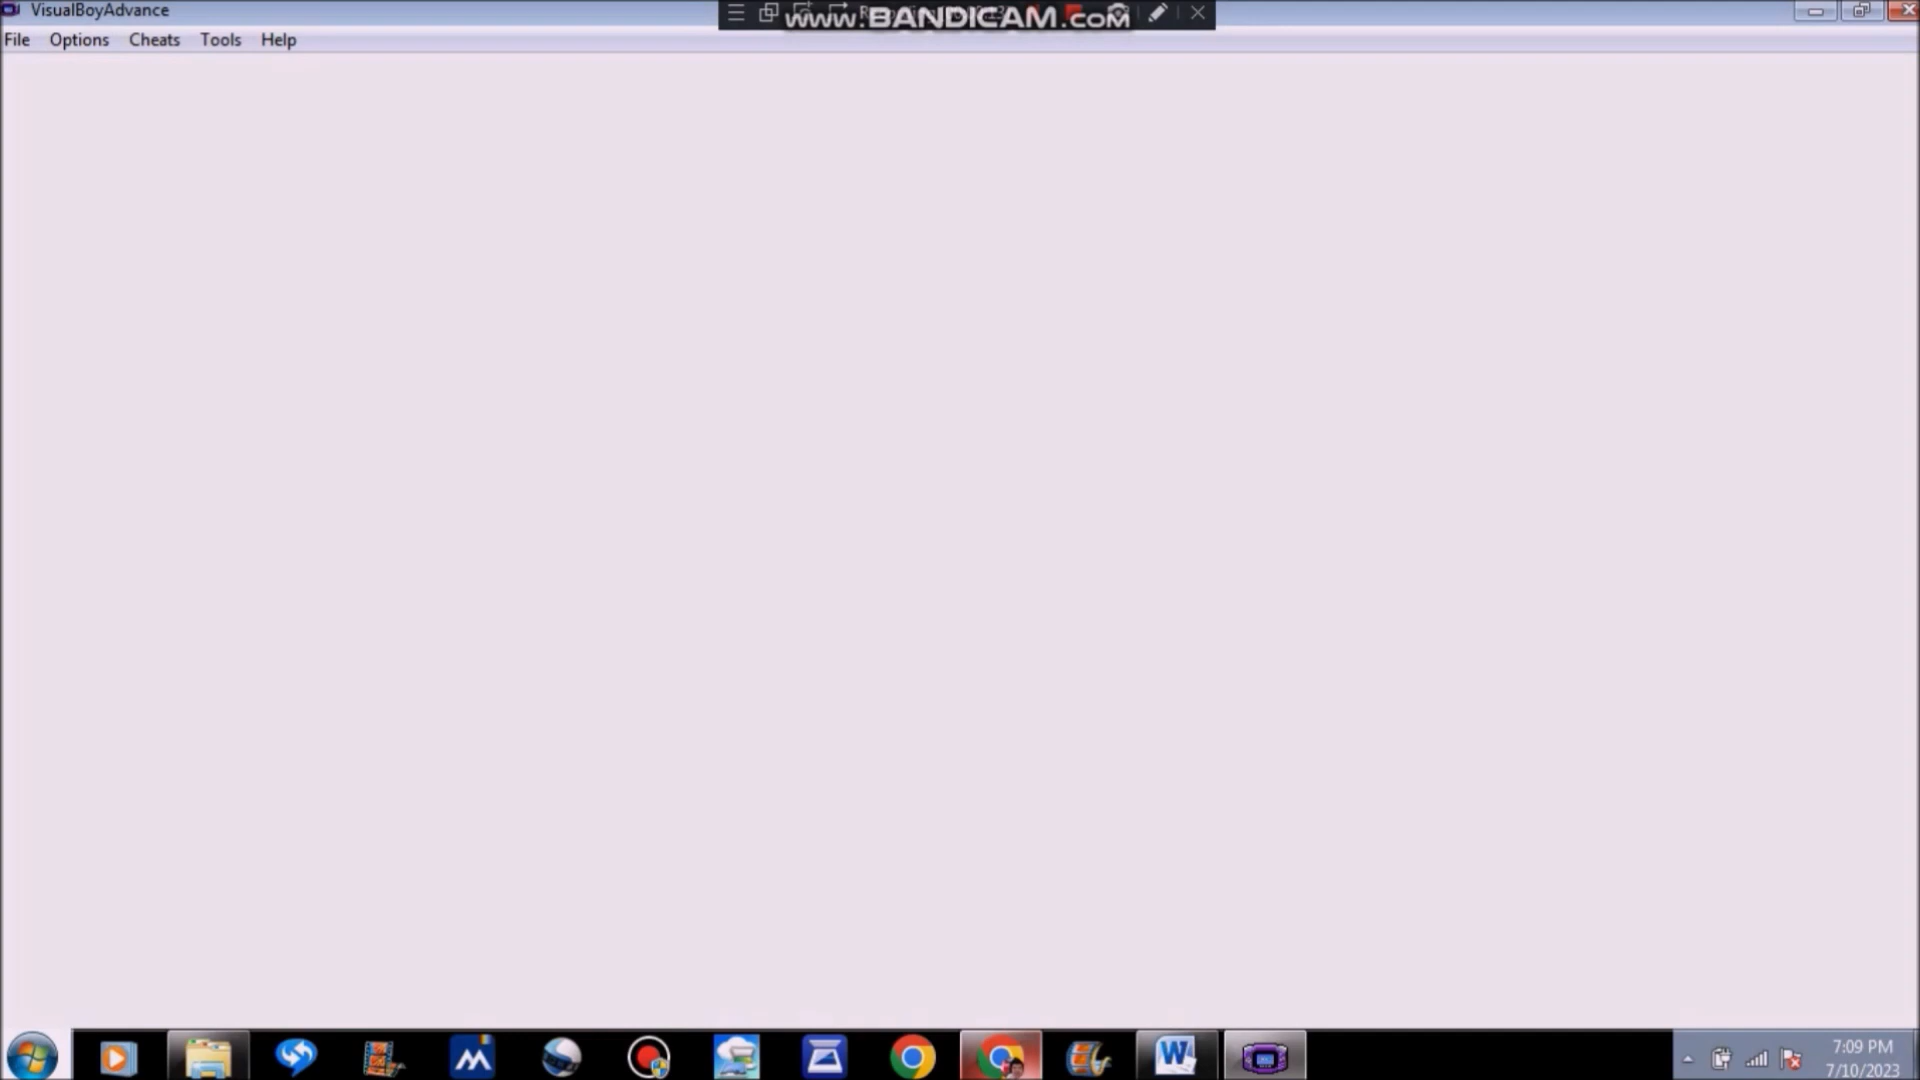 VisualBoyAdvance
www.BANDICAM.com
File Options Cheats Tools Help
7:09 PM
7/10/2023